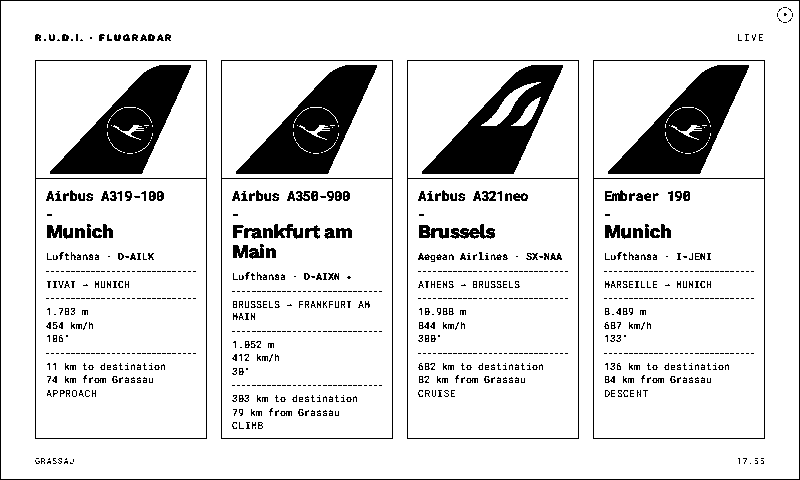 R.U.D.I. · FLUGRADAR
LIVE
Airbus A319-100
-
Munich
Lufthansa · D-AILK
TIVAT → MUNICH
1.703 m
454 km/h
106°
11 km to destination
74 km from Grassau
APPROACH
Airbus A350-900
-
Frankfurt am
Main
Lufthansa · D-AIXN ✦
BRUSSELS → FRANKFURT AM
MAIN
1.052 m
412 km/h
30°
303 km to destination
79 km from Grassau
CLIMB
Airbus A321neo
-
Brussels
Aegean Airlines · SX-NAA
ATHENS → BRUSSELS
10.988 m
844 km/h
300°
602 km to destination
82 km from Grassau
CRUISE
Embraer 190
-
Munich
Lufthansa · I-JENI
MARSEILLE → MUNICH
8.489 m
687 km/h
133°
136 km to destination
84 km from Grassau
DESCENT
GRASSAU
17.55